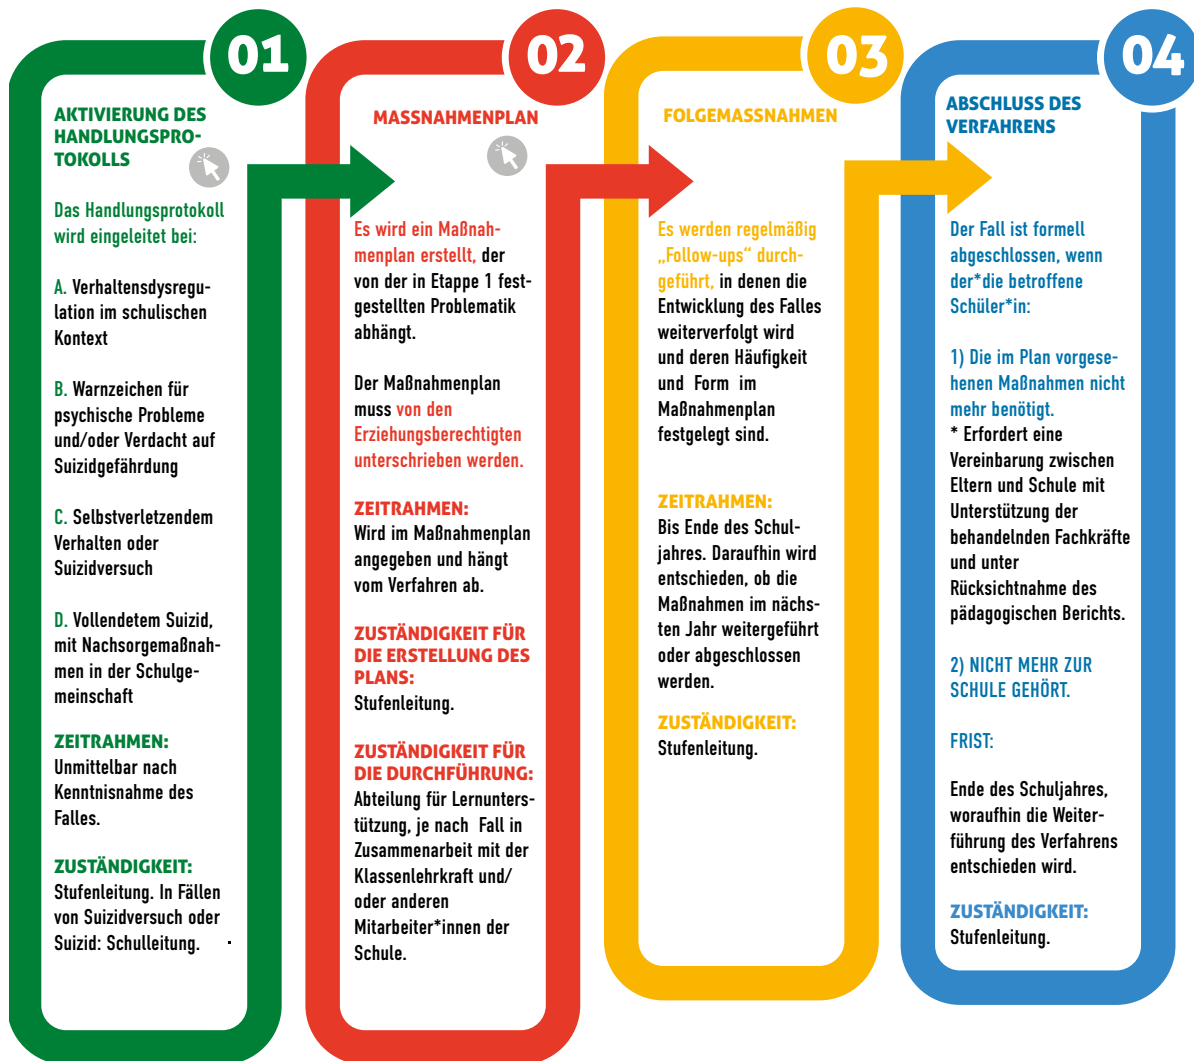 01
AKTIVIERUNG DES
HANDLUNGSPRO-
TOKOLLS
Das Handlungsprotokoll
wird eingeleitet bei:
A. Verhaltensdysregu-
lation im schulischen
Kontext
B. Warnzeichen für
psychische Probleme
und/oder Verdacht auf
Suizidgefährdung
C. Selbstverletzendem
Verhalten oder
Suizidversuch
D. Vollendetem Suizid,
mit Nachsorgemaßnah-
men in der Schulge-
meinschaft
ZEITRAHMEN:
Unmittelbar nach
Kenntnisnahme des
Falles.
ZUSTÄNDIGKEIT:
Stufenleitung. In Fällen
von Suizidversuch oder
Suizid: Schulleitung.
02
MASSNAHMENPLAN
Es wird ein Maßnah-
menplan erstellt, der
von der in Etappe 1 fest-
gestellten Problematik
abhängt.
Der Maßnahmenplan
muss von den
Erziehungsberechtigten
unterschrieben werden.
ZEITRAHMEN:
Wird im Maßnahmenplan
angegeben und hängt
vom Verfahren ab.
ZUSTÄNDIGKEIT FÜR
DIE ERSTELLUNG DES
PLANS:
Stufenleitung.
ZUSTÄNDIGKEIT FÜR
DIE DURCHFÜHRUNG:
Abteilung für Lernunters-
tützung, je nach Fall in
Zusammenarbeit mit der
Klassenlehrkraft und/
oder anderen
Mitarbeiter*innen der
Schule.
03
FOLGEMASSNAHMEN
Es werden regelmäßig
„Follow-ups“ durch-
geführt, in denen die
Entwicklung des Falles
weiterverfolgt wird
und deren Häufigkeit
und Form im
Maßnahmenplan
festgelegt sind.
ZEITRAHMEN:
Bis Ende des Schul-
jahres. Daraufhin wird
entschieden, ob die
Maßnahmen im nächs-
ten Jahr weitergeführt
oder abgeschlossen
werden.
ZUSTÄNDIGKEIT:
Stufenleitung.
04
ABSCHLUSS DES
VERFAHRENS
Der Fall ist formell
abgeschlossen, wenn
der*die betroffene
Schüler*in:
1) Die im Plan vorgese-
henen Maßnahmen nicht
mehr benötigt.
* Erfordert eine
Vereinbarung zwischen
Eltern und Schule mit
Unterstützung der
behandelnden Fachkräfte
und unter
Rücksichtnahme des
pädagogischen Berichts.
2) NICHT MEHR ZUR
SCHULE GEHÖRT.
FRIST:
Ende des Schuljahres,
woraufhin die Weiter-
führung des Verfahrens
entschieden wird.
ZUSTÄNDIGKEIT:
Stufenleitung.